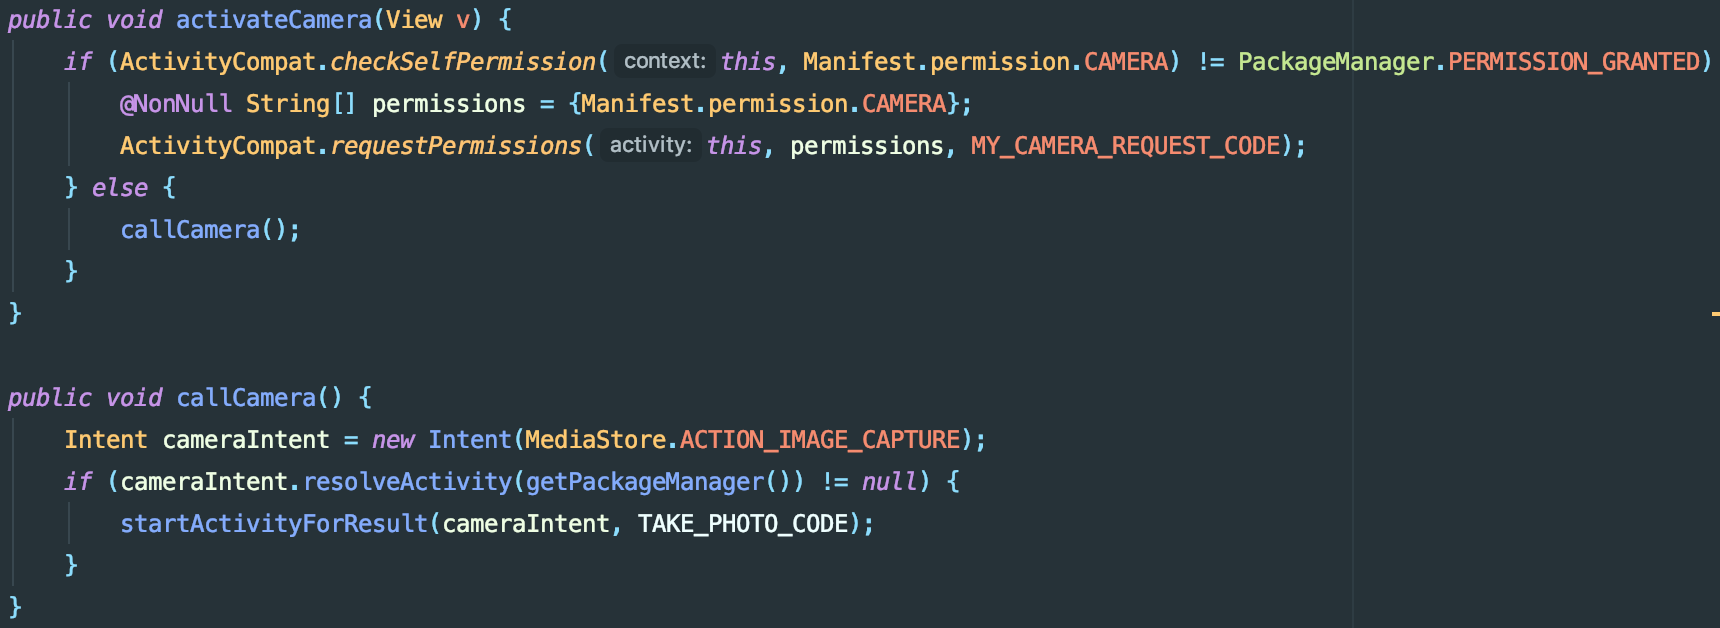 public void activateCamera(View v) {
if (ActivityCompat.checkSelfPermission( context: this, Manifest.permission.CAMERA) != PackageManager.PERMISSION_GRANTED)
@NonNull String[] permissions = {Manifest.permission.CAMERA};
ActivityCompat.requestPermissions( activity: this, permissions, MY_CAMERA_REQUEST_CODE);
} else {
callCamera();
}
}
public void callCamera() {
Intent cameraIntent = new Intent(MediaStore.ACTION_IMAGE_CAPTURE);
if (cameraIntent.resolveActivity(getPackageManager()) != null) {
startActivityForResult(cameraIntent, TAKE_PHOTO_CODE);
}
}